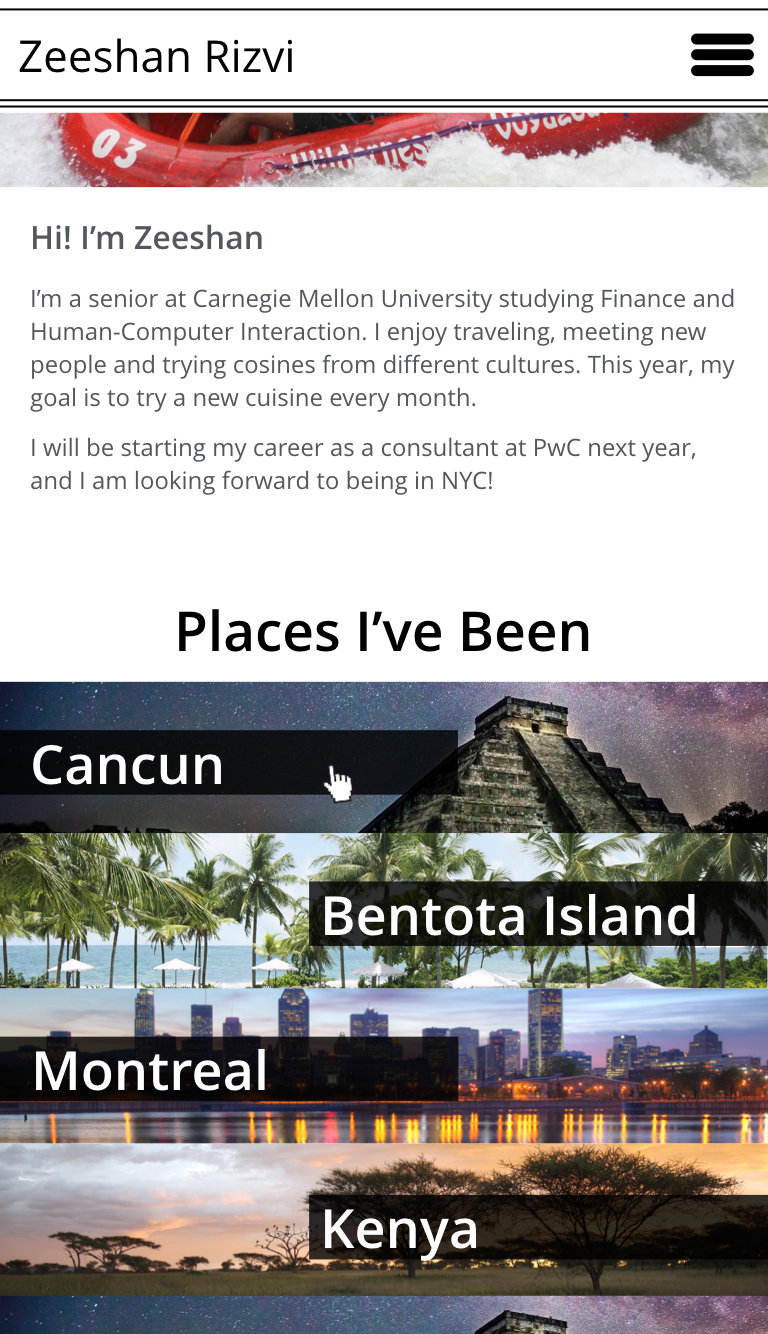 Zeeshan Rizvi
03
Wilderness Voyageu
Hi! I’m Zeeshan
I’m a senior at Carnegie Mellon University studying Finance and
Human-Computer Interaction. I enjoy traveling, meeting new
people and trying cosines from different cultures. This year, my
goal is to try a new cuisine every month.
I will be starting my career as a consultant at PwC next year,
and I am looking forward to being in NYC!
Places I’ve Been
Cancun
Bentota Island
Montreal
Kenya